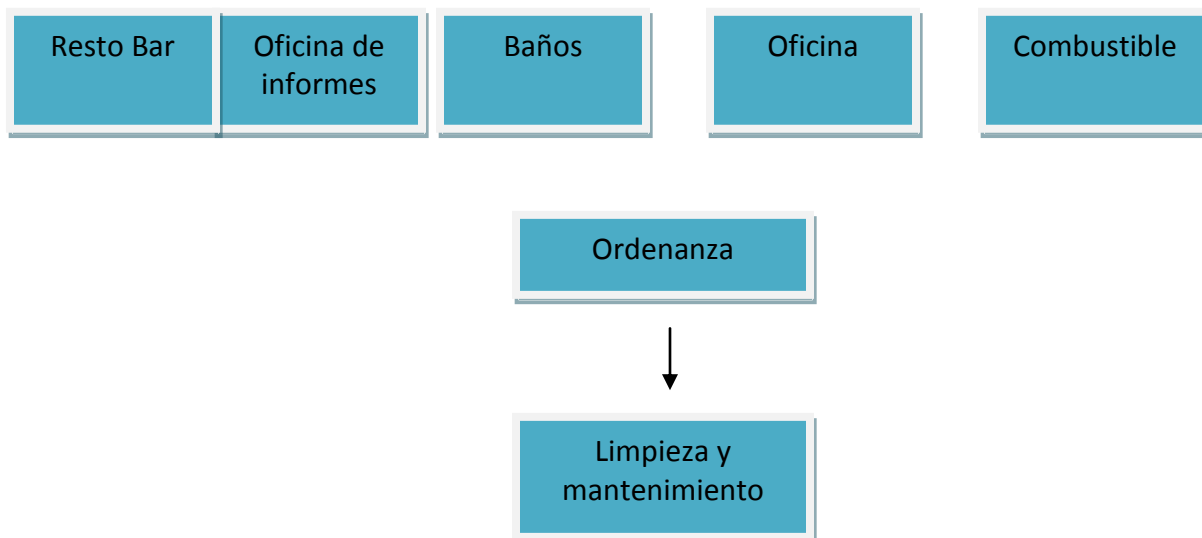 Resto Bar
Oficina de
informes
Baños
Oficina
Combustible
Ordenanza
Limpieza y
mantenimiento